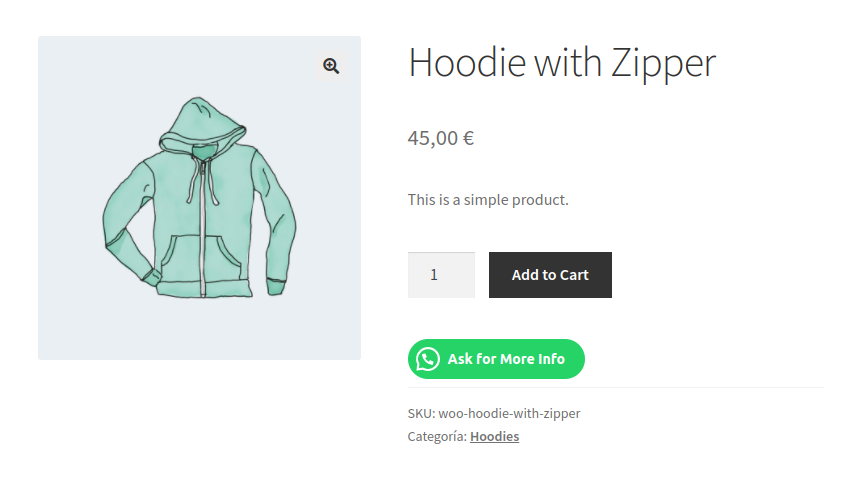 Hoodie with Zipper
45,00 €
This is a simple product.
1
Add to Cart
Ask for More Info
SKU: woo-hoodie-with-zipper
Categoría: Hoodies